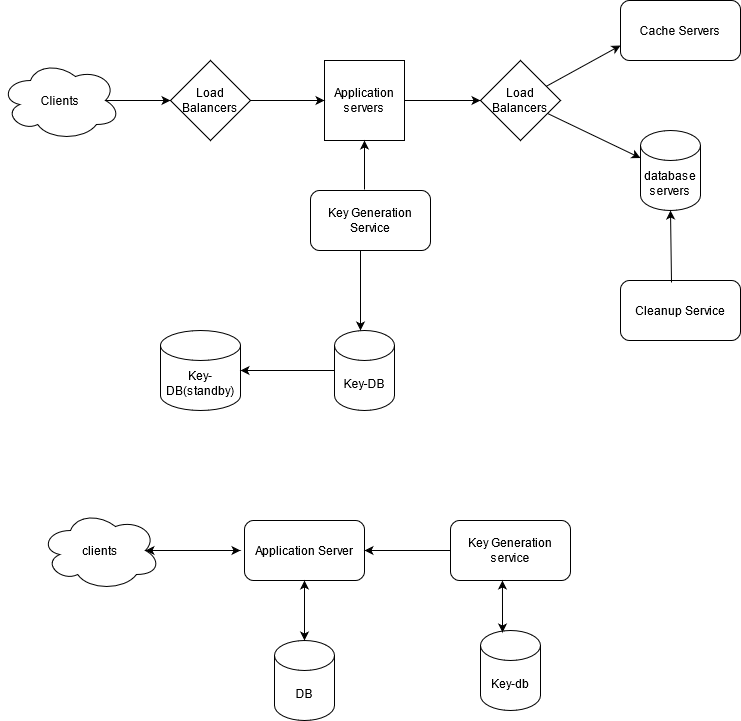 Cache Servers
Clients
Load
Balancers
Application
servers
Load
Balancers
database
servers
Key Generation
Service
Cleanup Service
Key-
DB(standby)
Key-DB
clients
Application Server
Key Generation
service
DB
Key-db